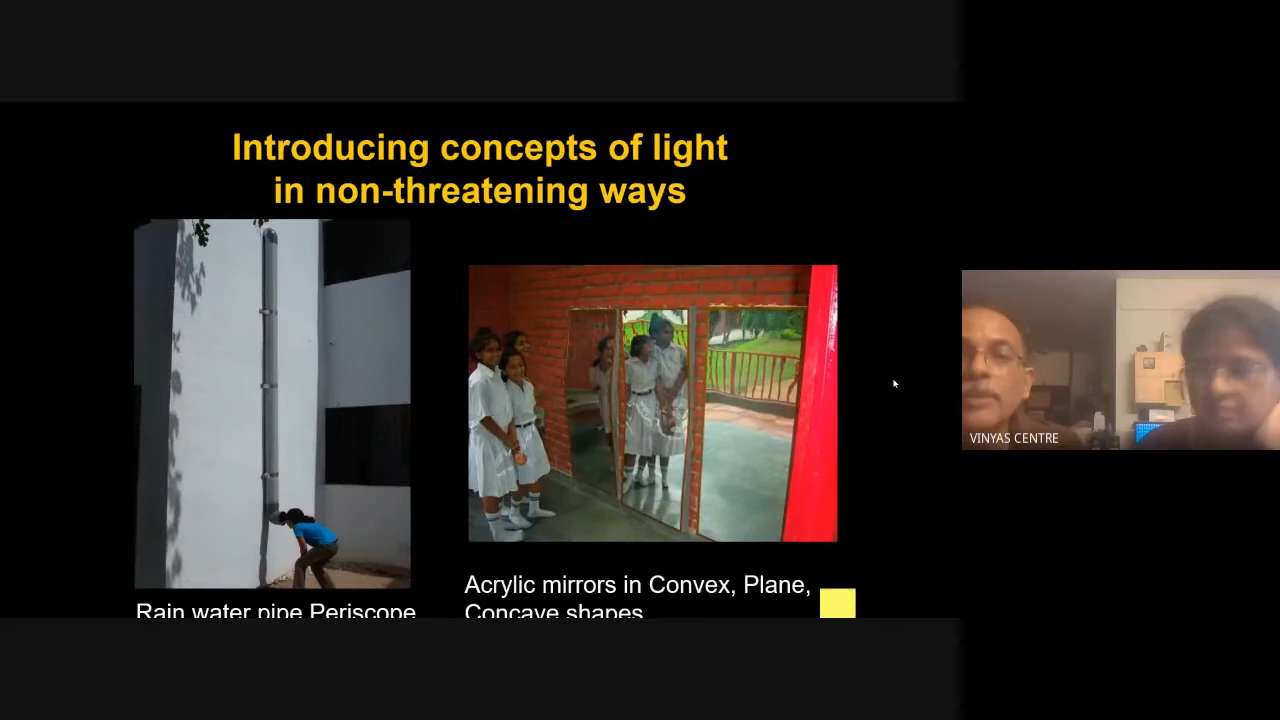 Introducing concepts of light
in non-threatening ways
Rain water pipe Periscope
Acrylic mirrors in Convex, Plane,
Concave shapes
VINYAS CENTRE